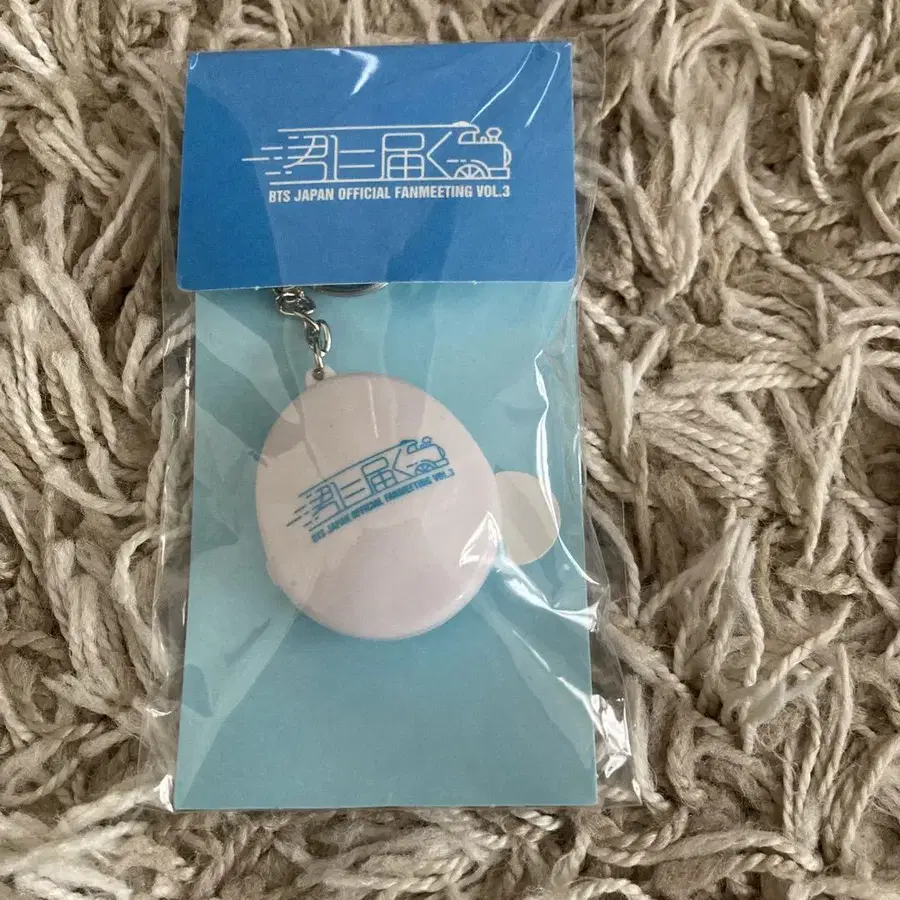 君に届く
BTS JAPAN OFFICIAL FANMEETING VOL.3
君に届く
BTS JAPAN OFFICIAL FANMEETING VOL.3